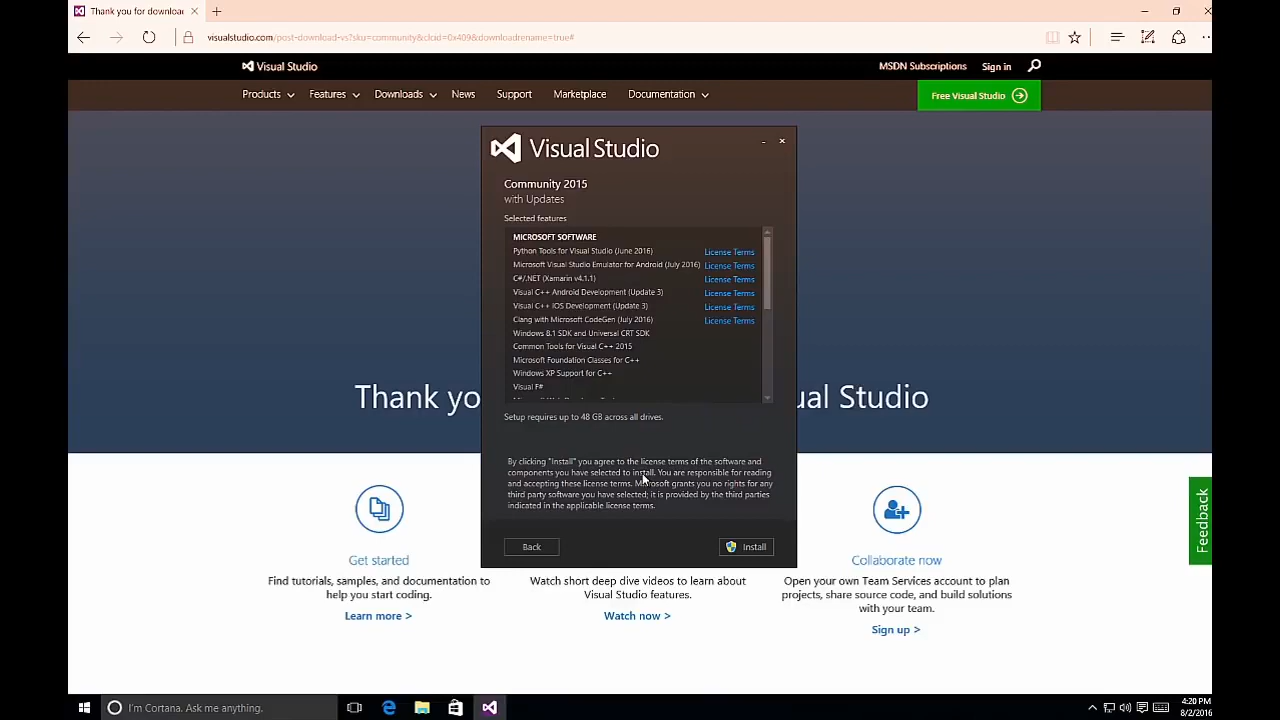 Thank you for downloa
visualstudio.com/post-download-vs?sku=community&clcid=0x409&downloadrename=true#
Visual Studio
MSDN Subscriptions
Sign in
Products
Features
Downloads
News
Support
Marketplace
Documentation
Free Visual Studio
Visual Studio
Community 2015
with Updates
Selected features
MICROSOFT SOFTWARE
Python Tools for Visual Studio (June 2016) License Terms
Microsoft Visual Studio Emulator for Android (July 2016) License Terms
C#/.NET (Xamarin v4.1.1) License Terms
Visual C++ Android Development (Update 3) License Terms
Visual C++ iOS Development (Update 3) License Terms
Clang with Microsoft CodeGen (July 2016) License Terms
Windows 8.1 SDK and Universal CRT SDK
Common Tools for Visual C++ 2015
Microsoft Foundation Classes for C++
Windows XP Support for C++
Visual F#
Setup requires up to 48 GB across all drives.
By clicking "Install" you agree to the license terms of the software and
components you have selected to install. You are responsible for reading
and accepting these license terms. Microsoft grants you no rights for any
third party software you have selected; it is provided by the third parties
indicated in the applicable license terms.
Back
Install
Thank yo
ual Studio
Feedback
Get started
Find tutorials, samples, and documentation to
help you start coding.
Learn more >
Watch short deep dive videos to learn about
Visual Studio features.
Watch now >
Collaborate now
Open your own Team Services account to plan
projects, share source code, and build solutions
with your team.
Sign up >
I'm Cortana. Ask me anything.
4:20 PM
8/2/2016